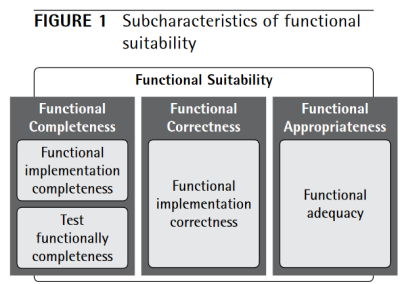 FIGURE 1 Subcharacteristics of functional
suitability
Functional Suitability
Functional
Completeness
Functional
implementation
completeness
Test
functionally
completeness
Functional
Correctness
Functional
implementation
correctness
Functional
Appropriateness
Functional
adequacy